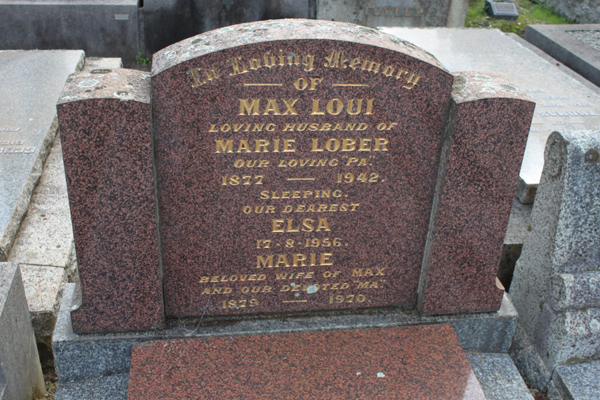 In Loving Memory
— OF —
MAX LOUI
LOVING HUSBAND OF
MARIE LOBER
OUR LOVING "PA".
1877 — 1942.
SLEEPING.
OUR DEAREST
ELSA
17-8-1956.
MARIE
BELOVED WIFE OF MAX
AND OUR DEVOTED "MA".
1879 — 1970.